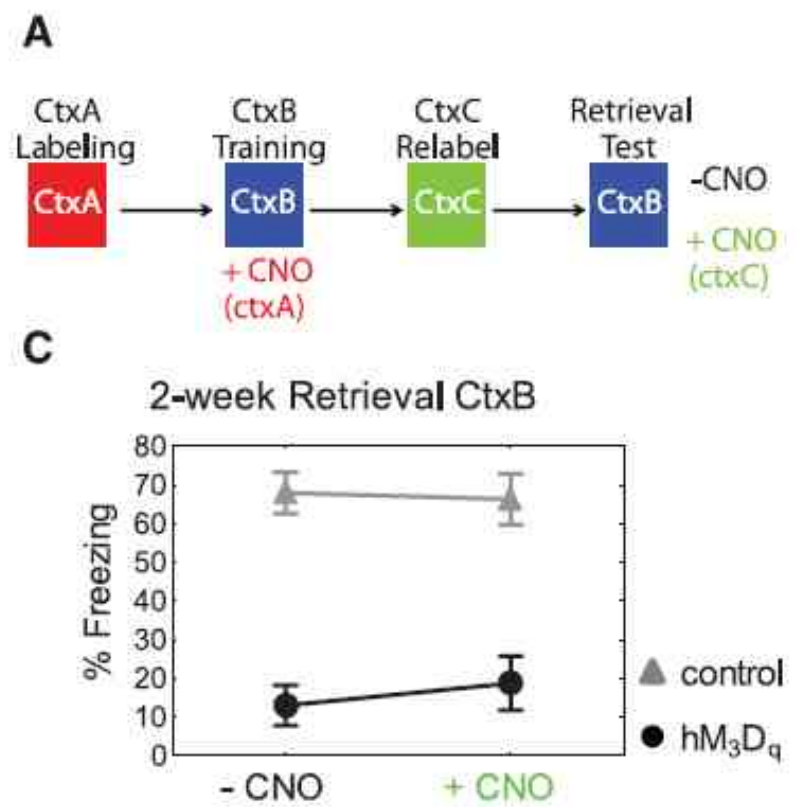 A
CtxA
Labeling
CtxB
Training
CtxC
Relabel
Retrieval
Test
CtxA
CtxB
CtxC
CtxB
-CNO
+ CNO
(ctxC)
+ CNO
(ctxA)
C
2-week Retrieval CtxB
80
70
60
50
40
30
20
10
0
% Freezing
- CNO
+ CNO
control
hM₃Dq